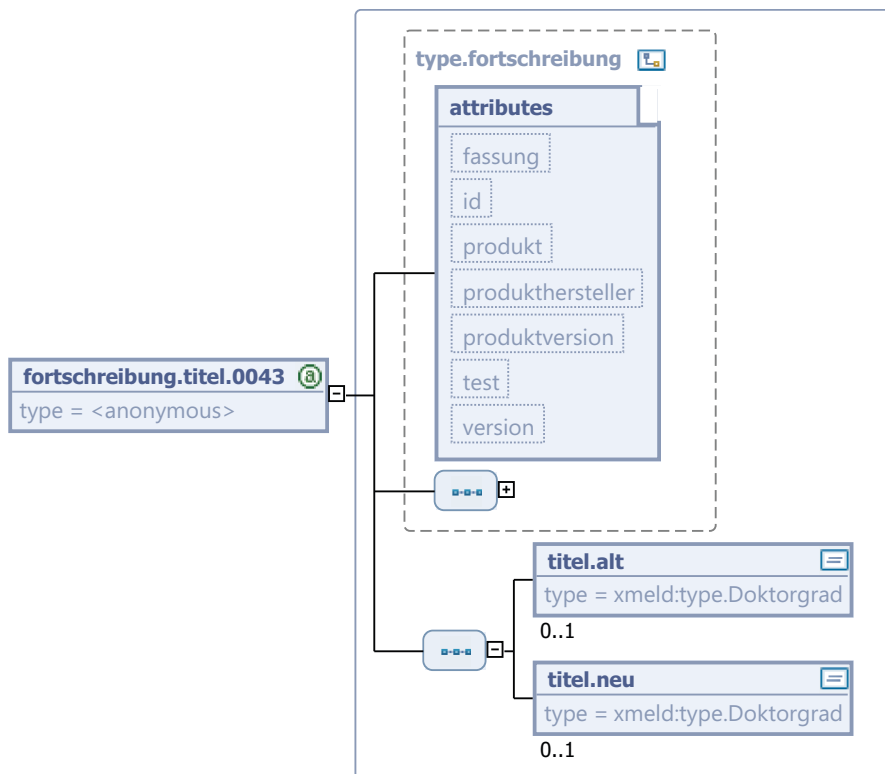 type.fortschreibung
attributes
fassung
id
produkt
produkthersteller
produktversion
test
version
fortschreibung.titel.0043 @
type = <anonymous>
titel.alt
type = xmeld:type.Doktorgrad
0..1
titel.neu
type = xmeld:type.Doktorgrad
0..1